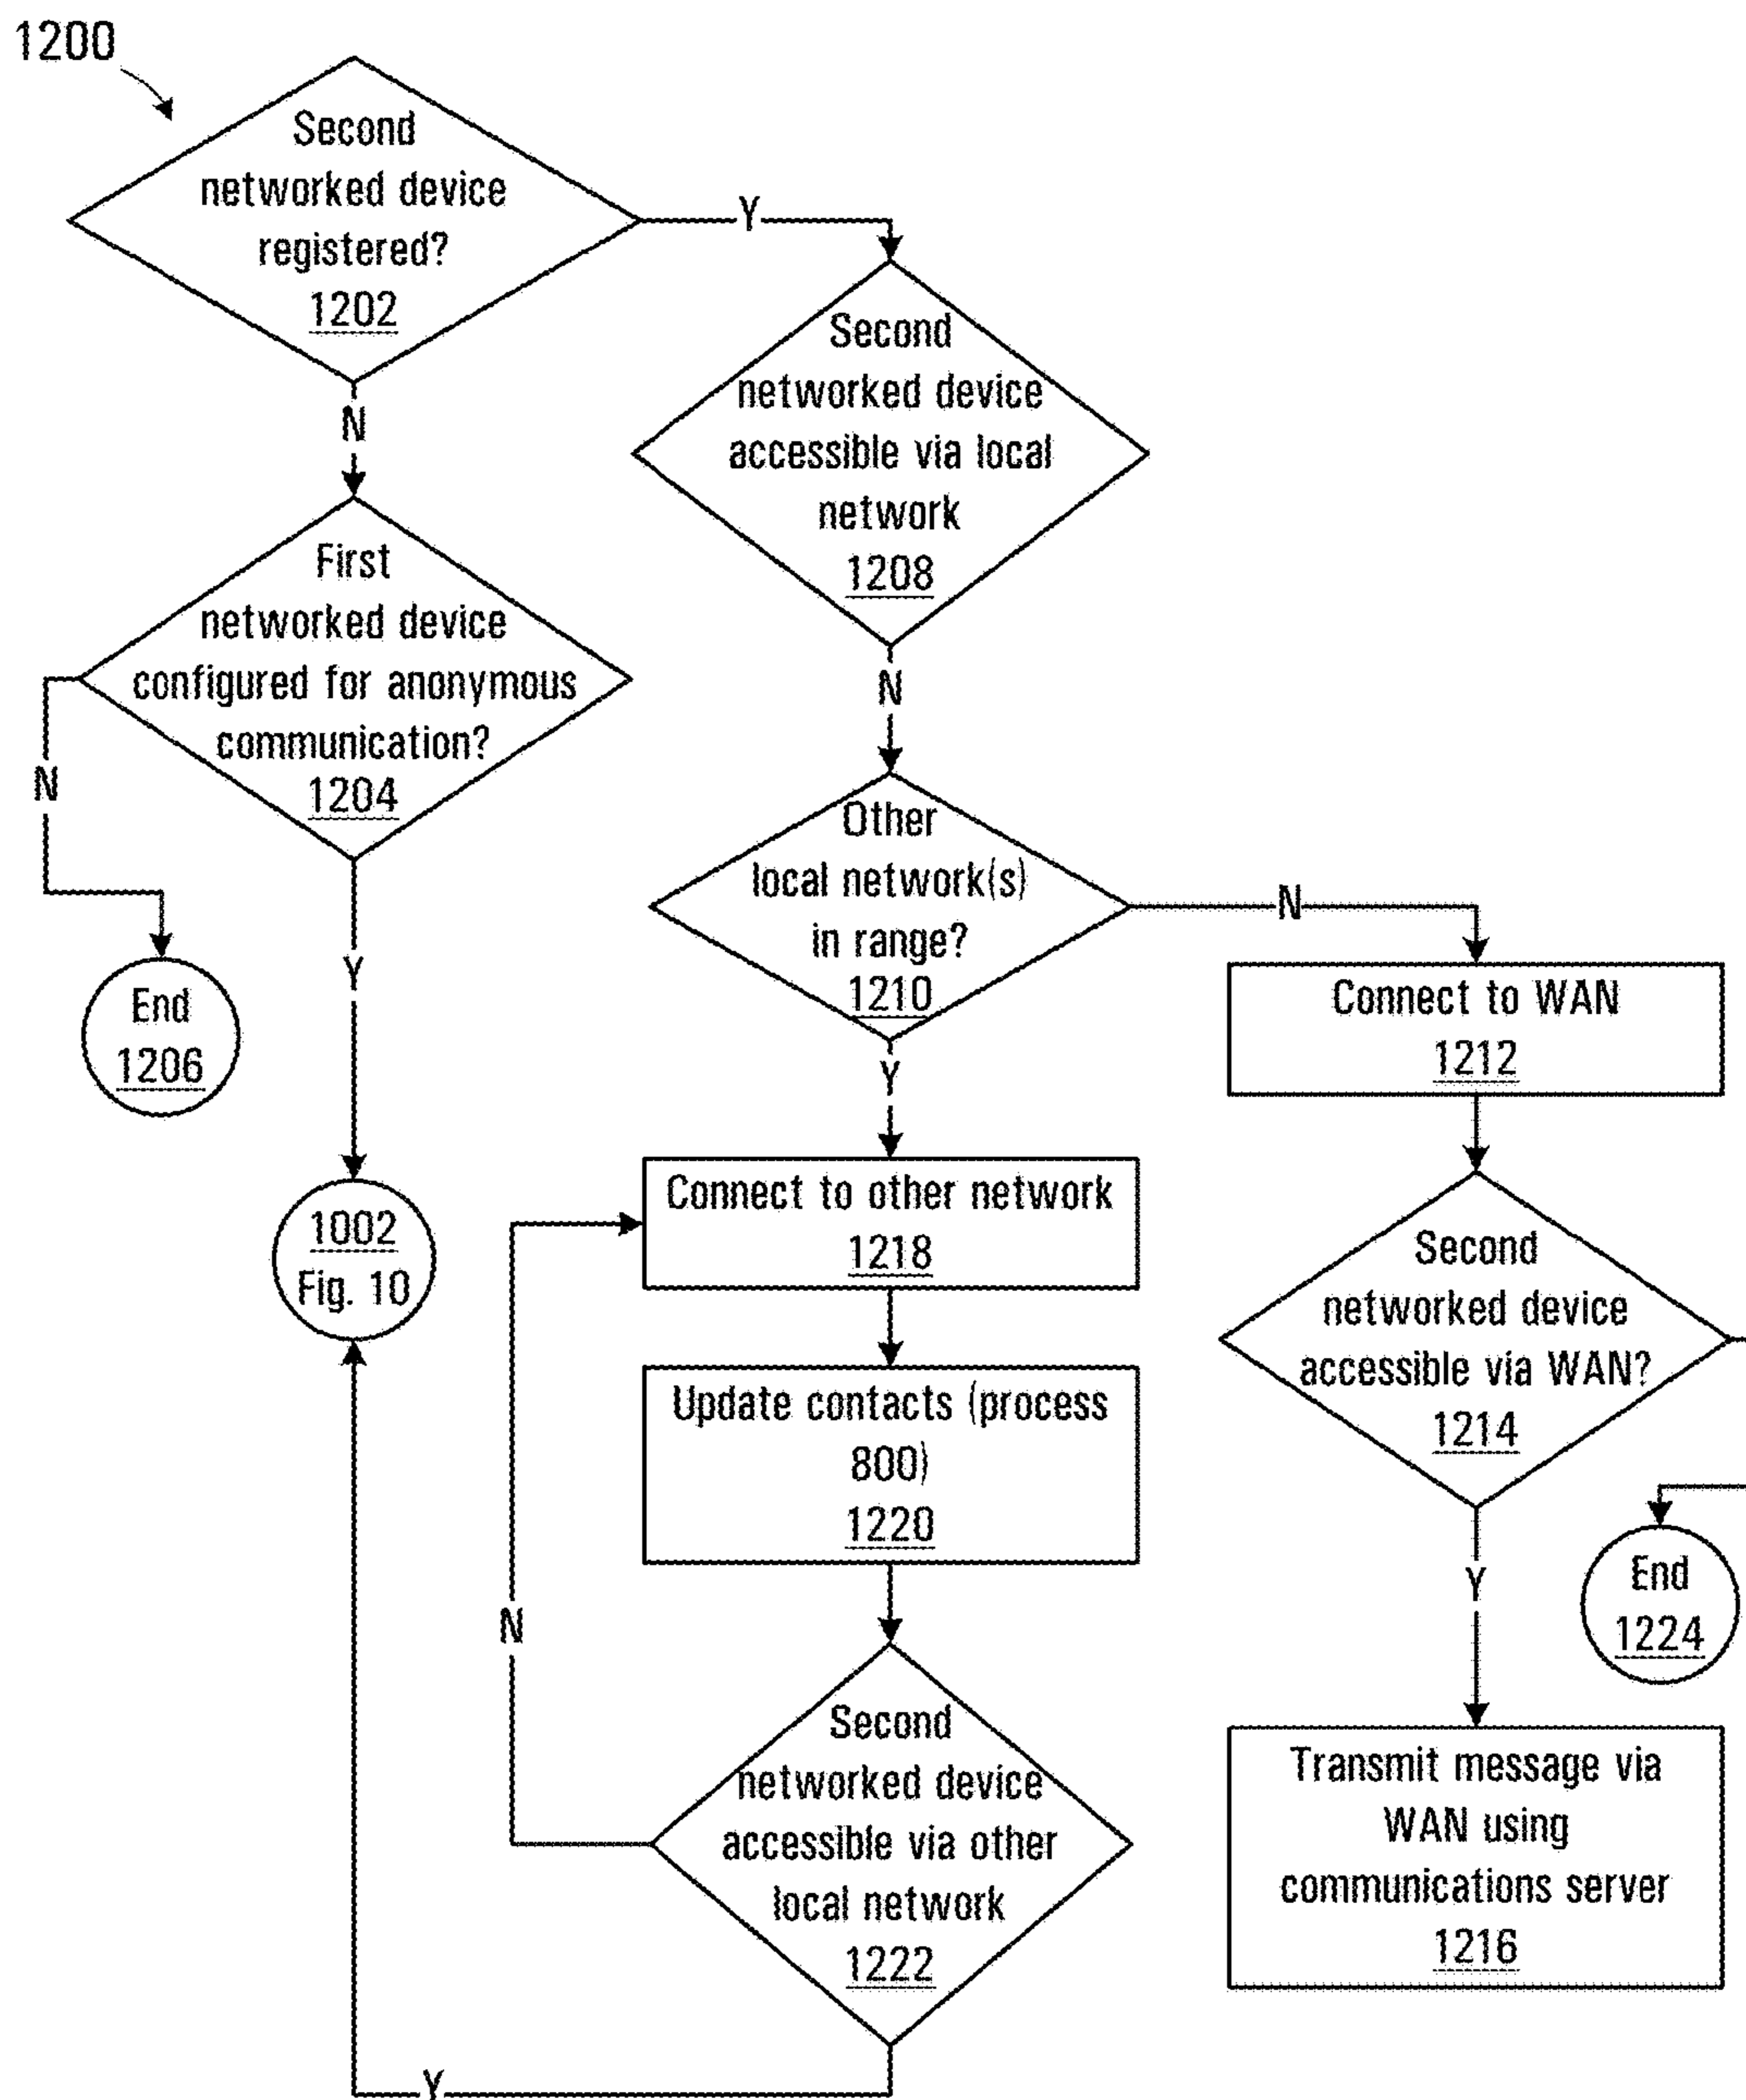 1200
Second
networked device
registered?
1202
Y
N
Second
networked device
accessible via local
network
1208
First
networked device
configured for anonymous
communication?
1204
N
Y
End
1206
1002
Fig. 10
N
Other
local network(s)
in range?
1210
N
Y
Connect to WAN
1212
Connect to other network
1218
Second
networked device
accessible via WAN?
1214
Update contacts (process
800)
1220
Y
End
1224
N
Second
networked device
accessible via other
local network
1222
Y
Transmit message via
WAN using
communications server
1216